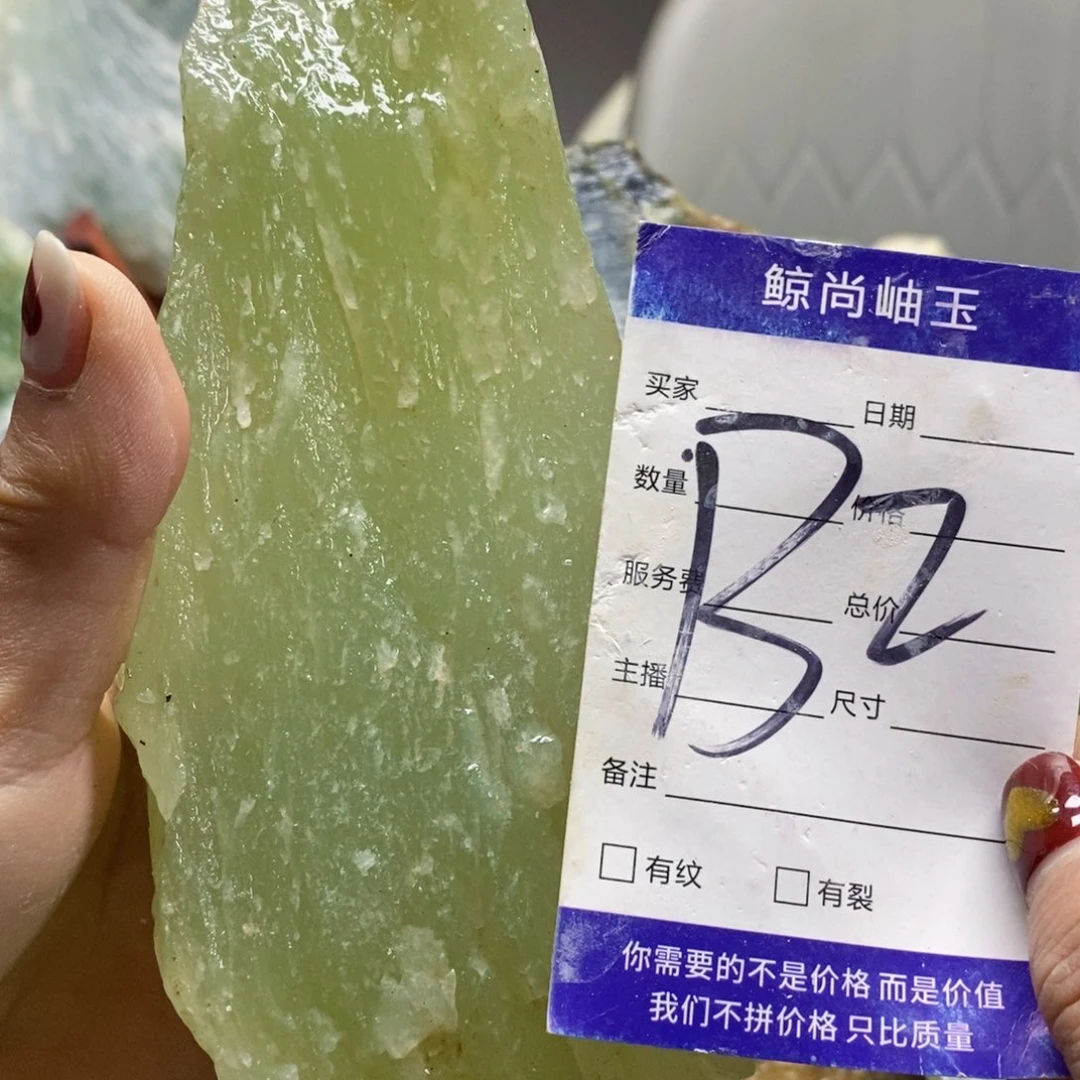 鲸尚岫玉
买家 日期
数量 价格
服务费 总价
主播 尺寸
B2
备注
有纹 有裂
你需要的不是价格 而是价值
我们不拼价格 只比质量